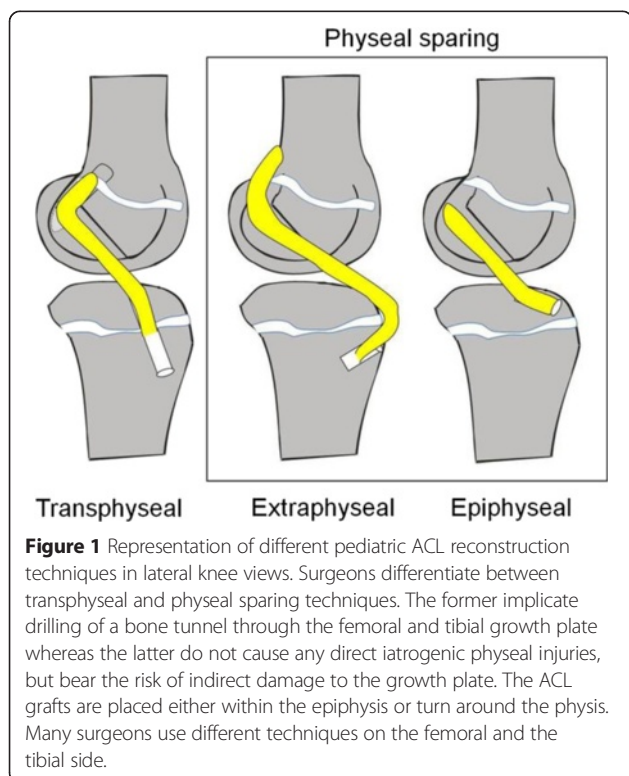 Physeal sparing
Transphyseal Extraphyseal Epiphyseal
Figure 1 Representation of different pediatric ACL reconstruction
techniques in lateral knee views. Surgeons differentiate between
transphyseal and physeal sparing techniques. The former implicate
drilling of a bone tunnel through the femoral and tibial growth plate
whereas the latter do not cause any direct iatrogenic physeal injuries,
but bear the risk of indirect damage to the growth plate. The ACL
grafts are placed either within the epiphysis or turn around the physis.
Many surgeons use different techniques on the femoral and the
tibial side.